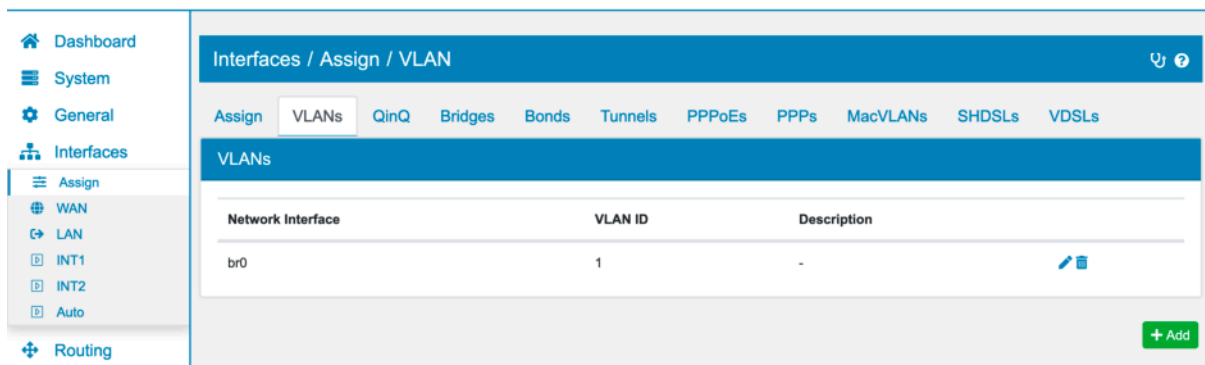 Dashboard
System
General
Interfaces
Assign
WAN
LAN
INT1
INT2
Auto
Routing
Interfaces / Assign / VLAN
Assign VLANs QinQ Bridges Bonds Tunnels PPPoEs PPPs MacVLANs SHDSLs VDSLs
VLANs
Network Interface VLAN ID Description
br0 1 -
+ Add